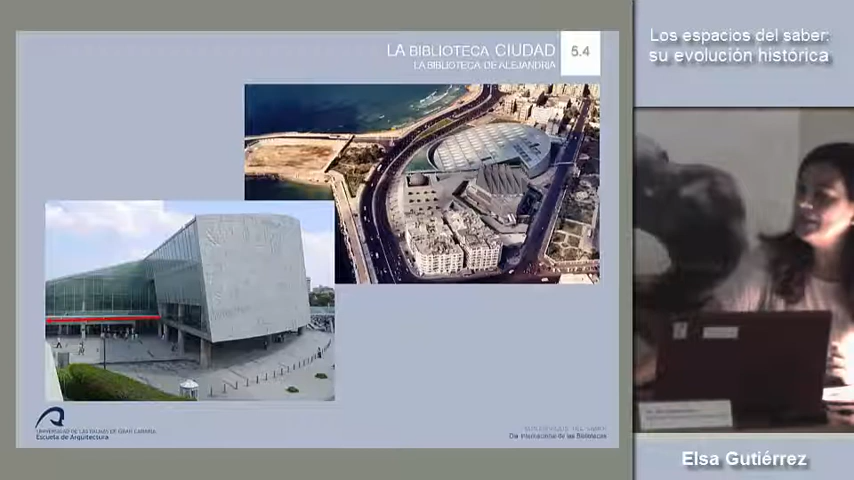 LA BIBLIOTECA CIUDAD
LA BIBLIOTECA DE ALEJANDRIA
5.4
Los espacios del saber:
su evolución histórica
UNIVERSIDAD DE LAS PALMAS DE GRAN CANARIA
Escuela de Arquitectura
Día Internacional de las Bibliotecas
Elsa Gutiérrez